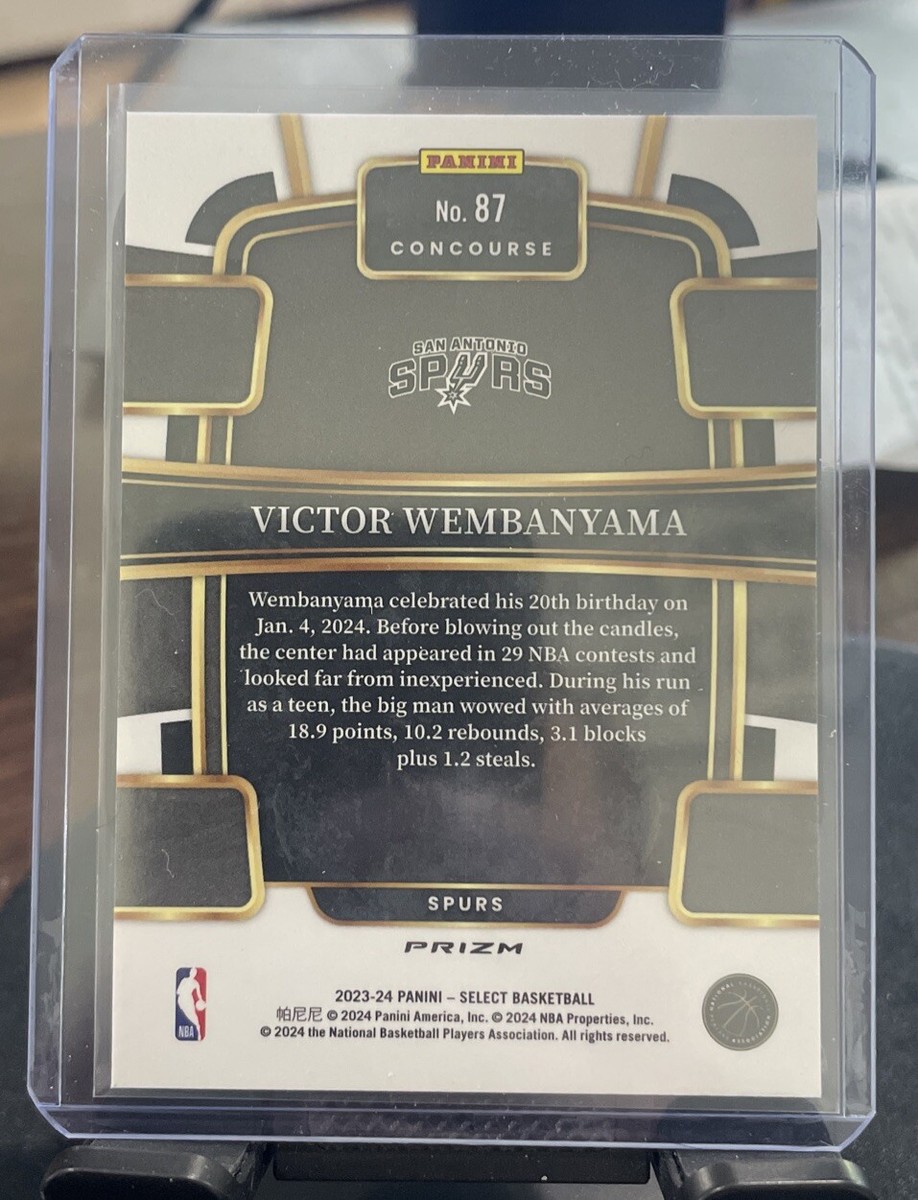 PANINI
No. 87
CONCOURSE
SAN ANTONIO
SPURS
VICTOR WEMBANYAMA
Wembanyama celebrated his 20th birthday on
Jan. 4, 2024. Before blowing out the candles,
the center had appeared in 29 NBA contests and
looked far from inexperienced. During his run
as a teen, the big man wowed with averages of
18.9 points, 10.2 rebounds, 3.1 blocks
plus 1.2 steals.
SPURS
PRIZM
2023-24 PANINI – SELECT BASKETBALL
帕尼尼 © 2024 Panini America, Inc. © 2024 NBA Properties, Inc.
© 2024 the National Basketball Players Association. All rights reserved.
NBA